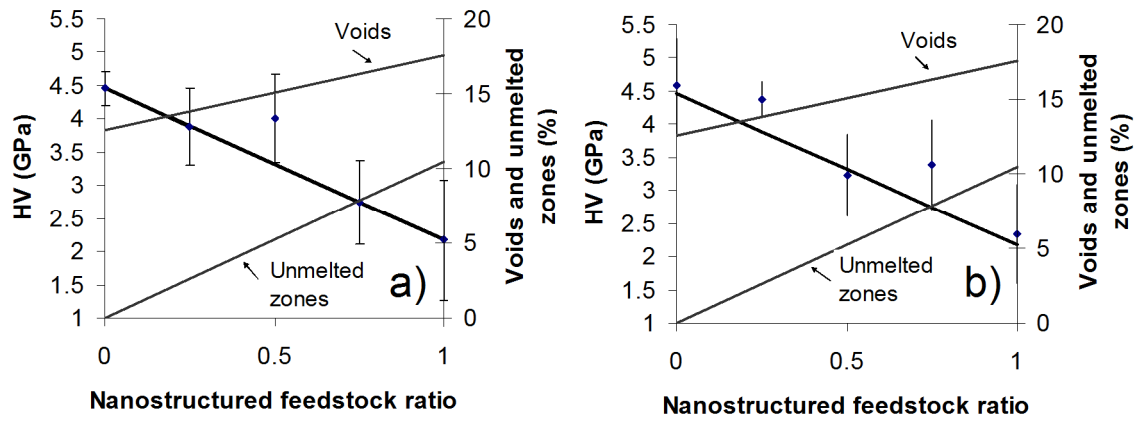 5.5
5
4.5
4
3.5
3
2.5
2
1.5
1
HV (GPa)
20
15
10
5
0
Voids and unmelted
zones (%)
0
0.5
1
Nanostructured feedstock ratio
Voids
Unmelted
zones
a)
5.5
5
4.5
4
3.5
3
2.5
2
1.5
1
HV (GPa)
20
15
10
5
0
Voids and unmelted
zones (%)
0
0.5
1
Nanostructured feedstock ratio
Voids
Unmelted
zones
b)